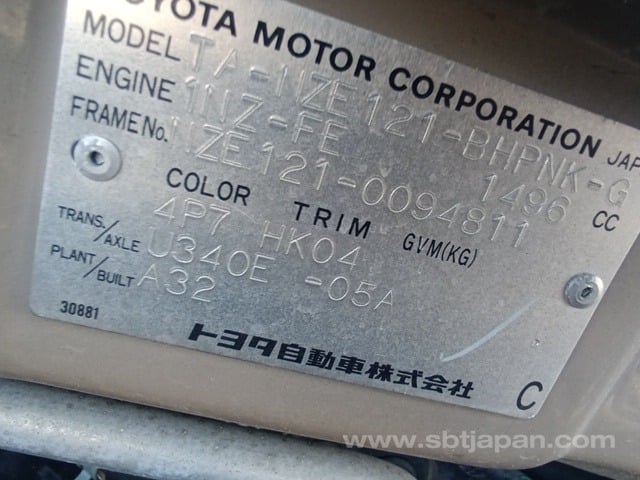 TOYOTA MOTOR CORPORATION JAPAN
MODEL TA-NZE121-BHPNK-G
ENGINE 1NZ-FE 1496 CC
FRAME No. NZE121-0094811
COLOR TRIM GVM(KG)
4P7 HK04
TRANS./AXLE U340E -05A
PLANT/BUILT A32
30881
トヨタ自動車株式会社
C
www.sbtjapan.com